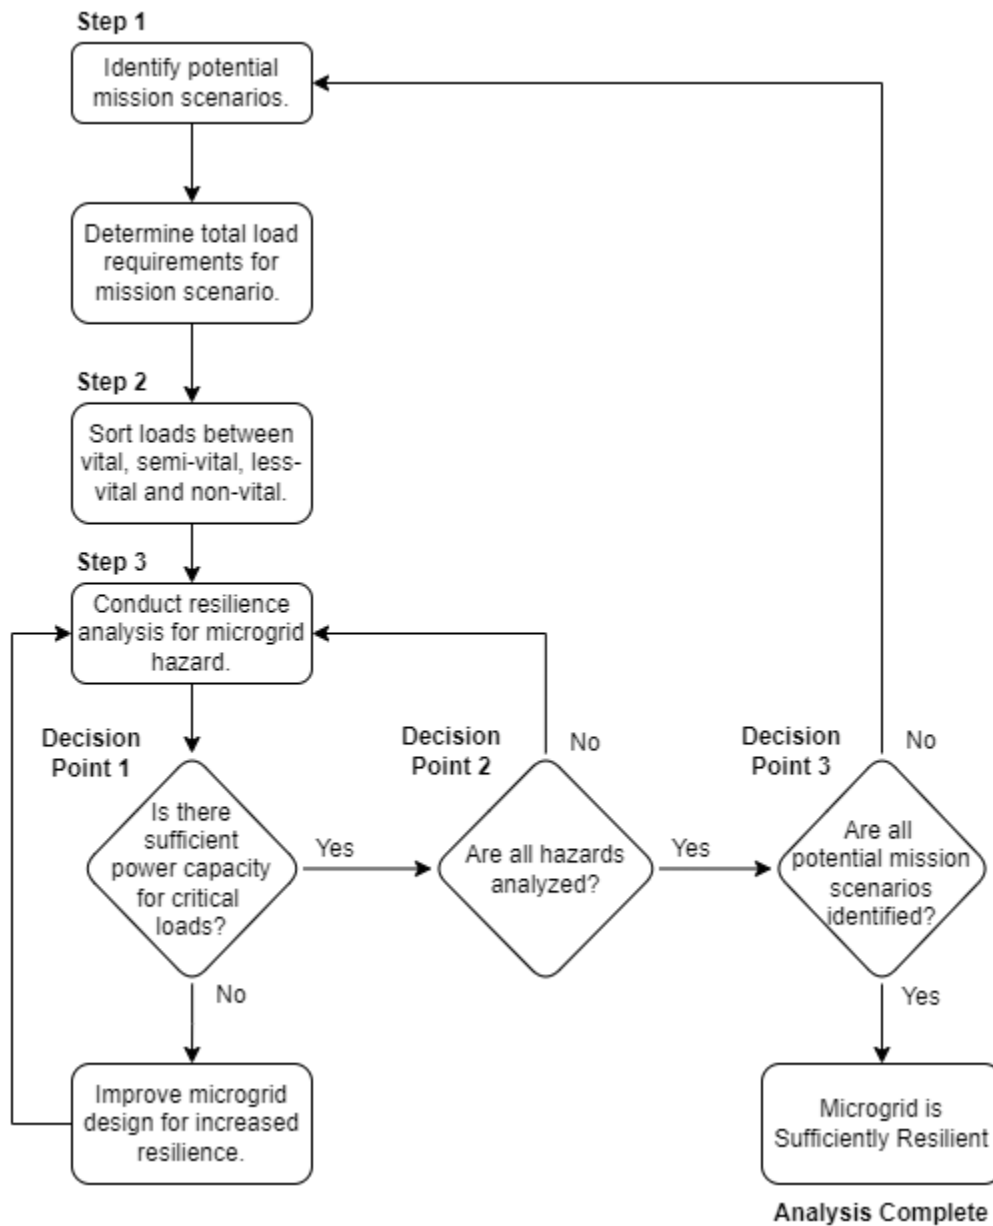 Step 1
Identify potential
mission scenarios.
Determine total load
requirements for
mission scenario.
Step 2
Sort loads between
vital, semi-vital, less-
vital and non-vital.
Step 3
Conduct resilience
analysis for microgrid
hazard.
Decision
Point 1
Is there
sufficient
power capacity
for critical
loads?
Yes
No
Improve microgrid
design for increased
resilience.
Decision
Point 2
No
Are all hazards
analyzed?
Yes
Decision
Point 3
No
Are all
potential mission
scenarios
identified?
Yes
Microgrid is
Sufficiently Resilient
Analysis Complete